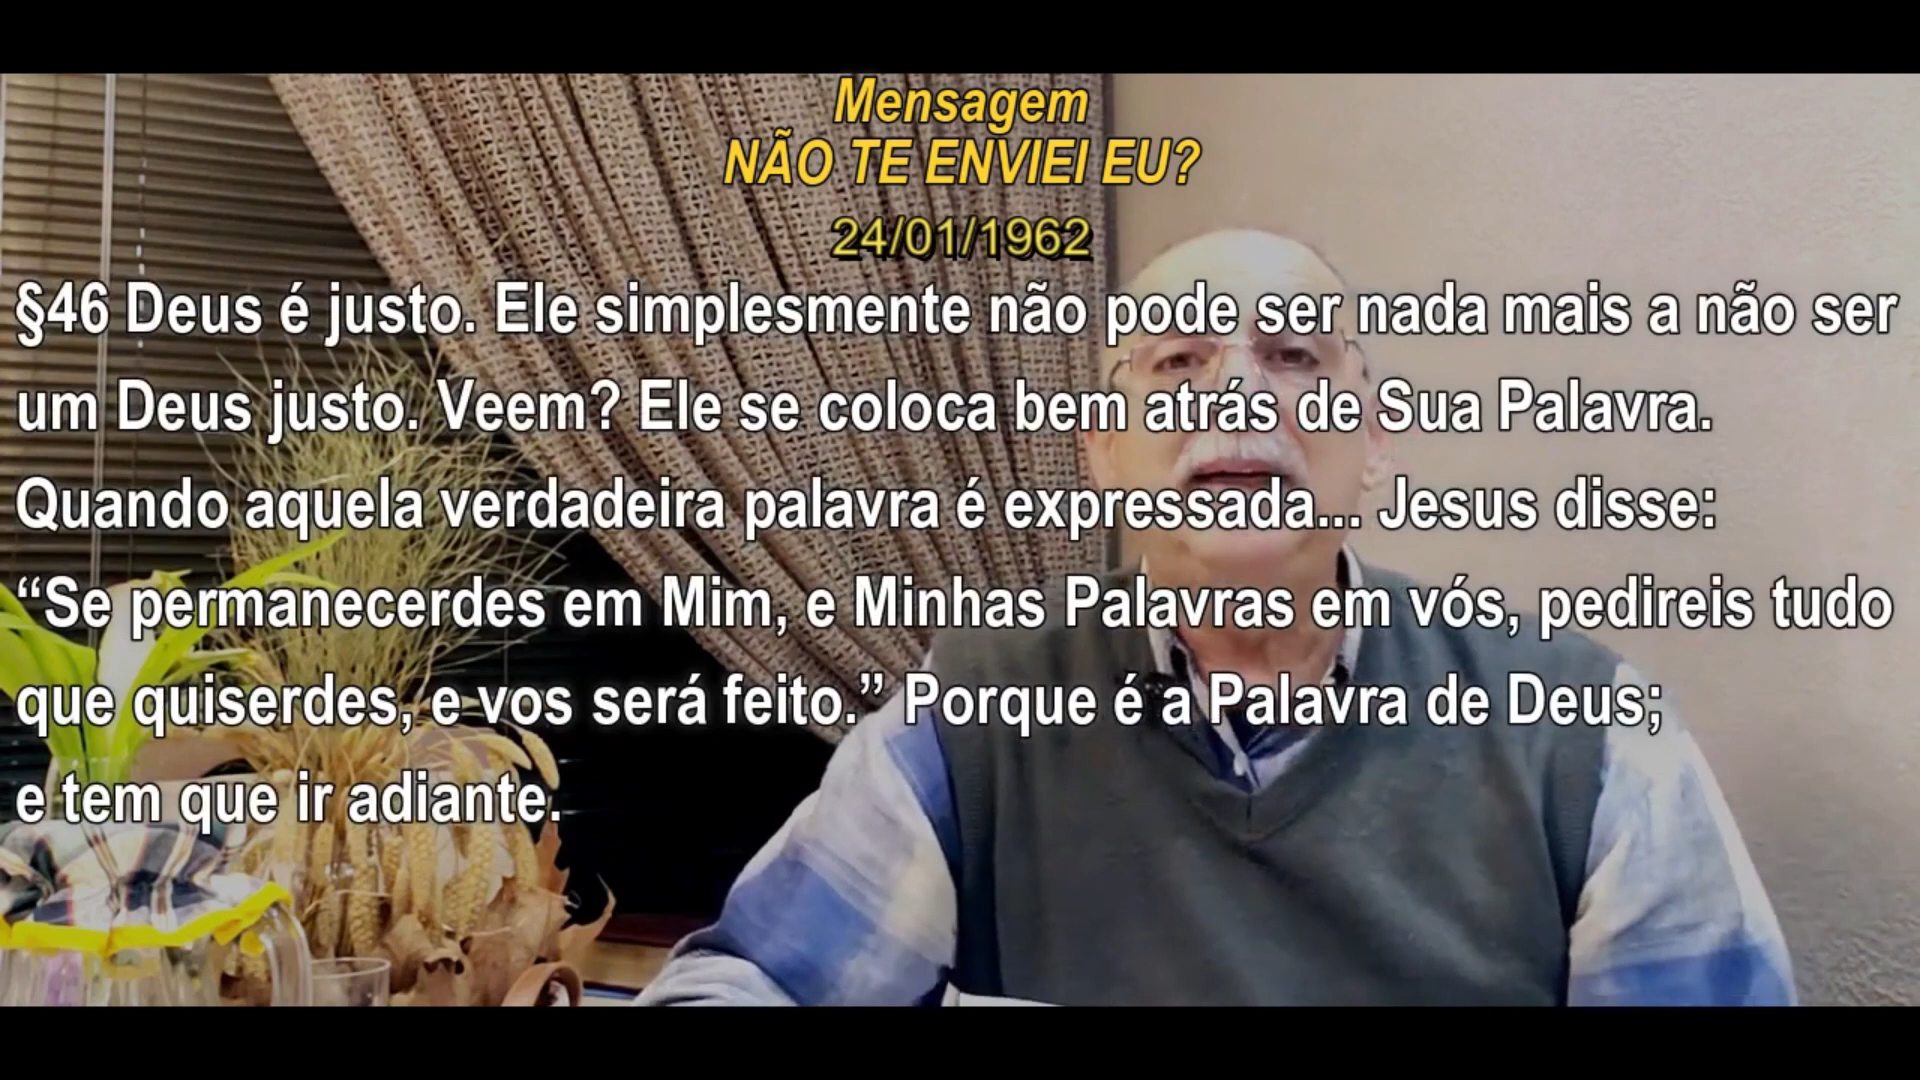 Mensagem
NÃO TE ENVIEI EU?
24/01/1962
§46 Deus é justo. Ele simplesmente não pode ser nada mais a não ser
um Deus justo. Veem? Ele se coloca bem atrás de Sua Palavra.
Quando aquela verdadeira palavra é expressada... Jesus disse:
“Se permanecerdes em Mim, e Minhas Palavras em vós, pedireis tudo
que quiserdes, e vos será feito.” Porque é a Palavra de Deus;
e tem que ir adiante.